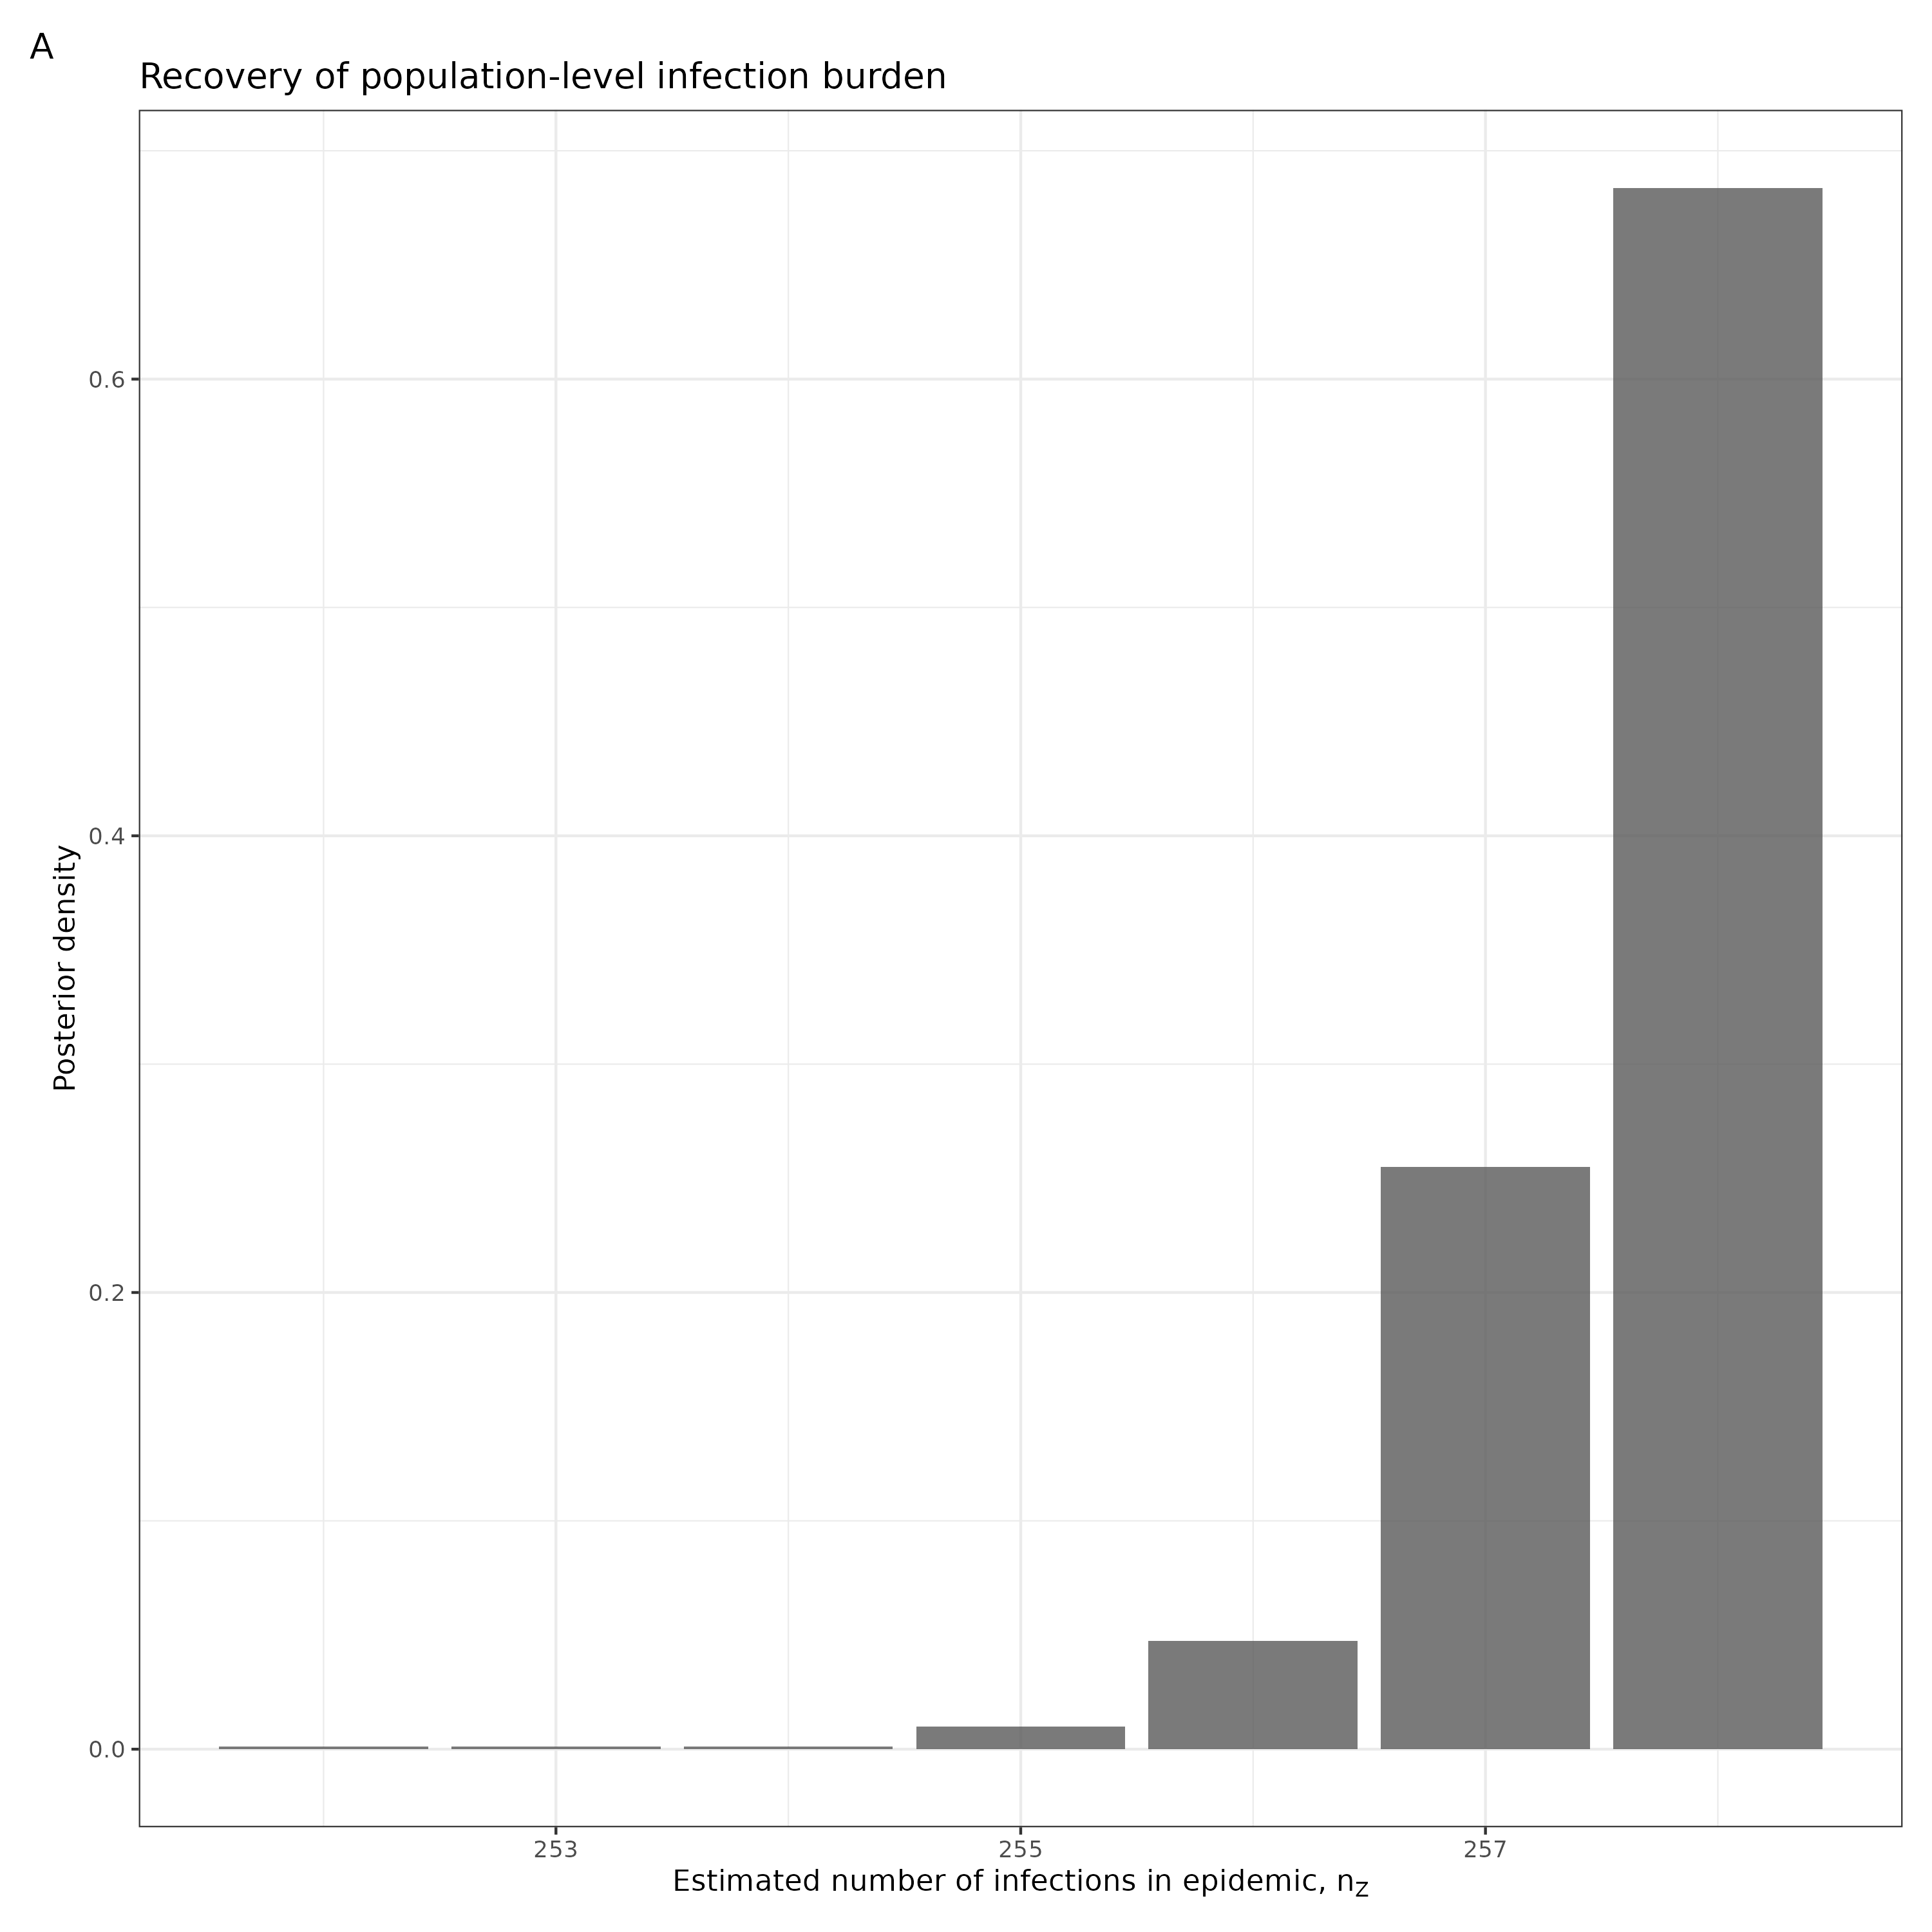 A
Recovery of population-level infection burden
0.6
0.4
0.2
0.0
Posterior density
253 255 257
Estimated number of infections in epidemic, nZ